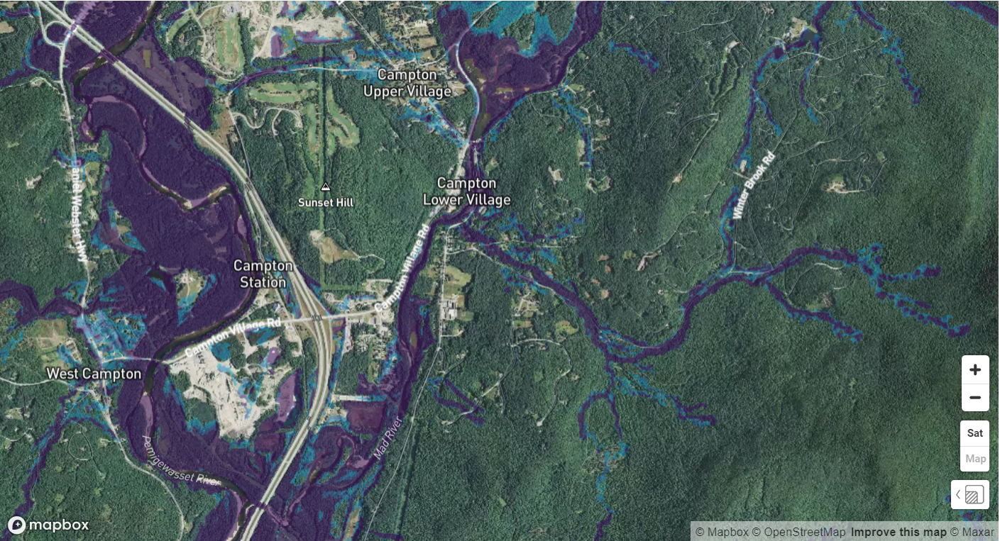 Campton
Upper Village
Daniel Webster Hwy
Sunset Hill
Campton
Lower Village
Winter Brook Rd
Campton
Station
Campton Village Rd
Campton Village Rd
West Campton
Mad River
Pemigewasset River
+
−
Sat
Map
mapbox
© Mapbox © OpenStreetMap Improve this map © Maxar